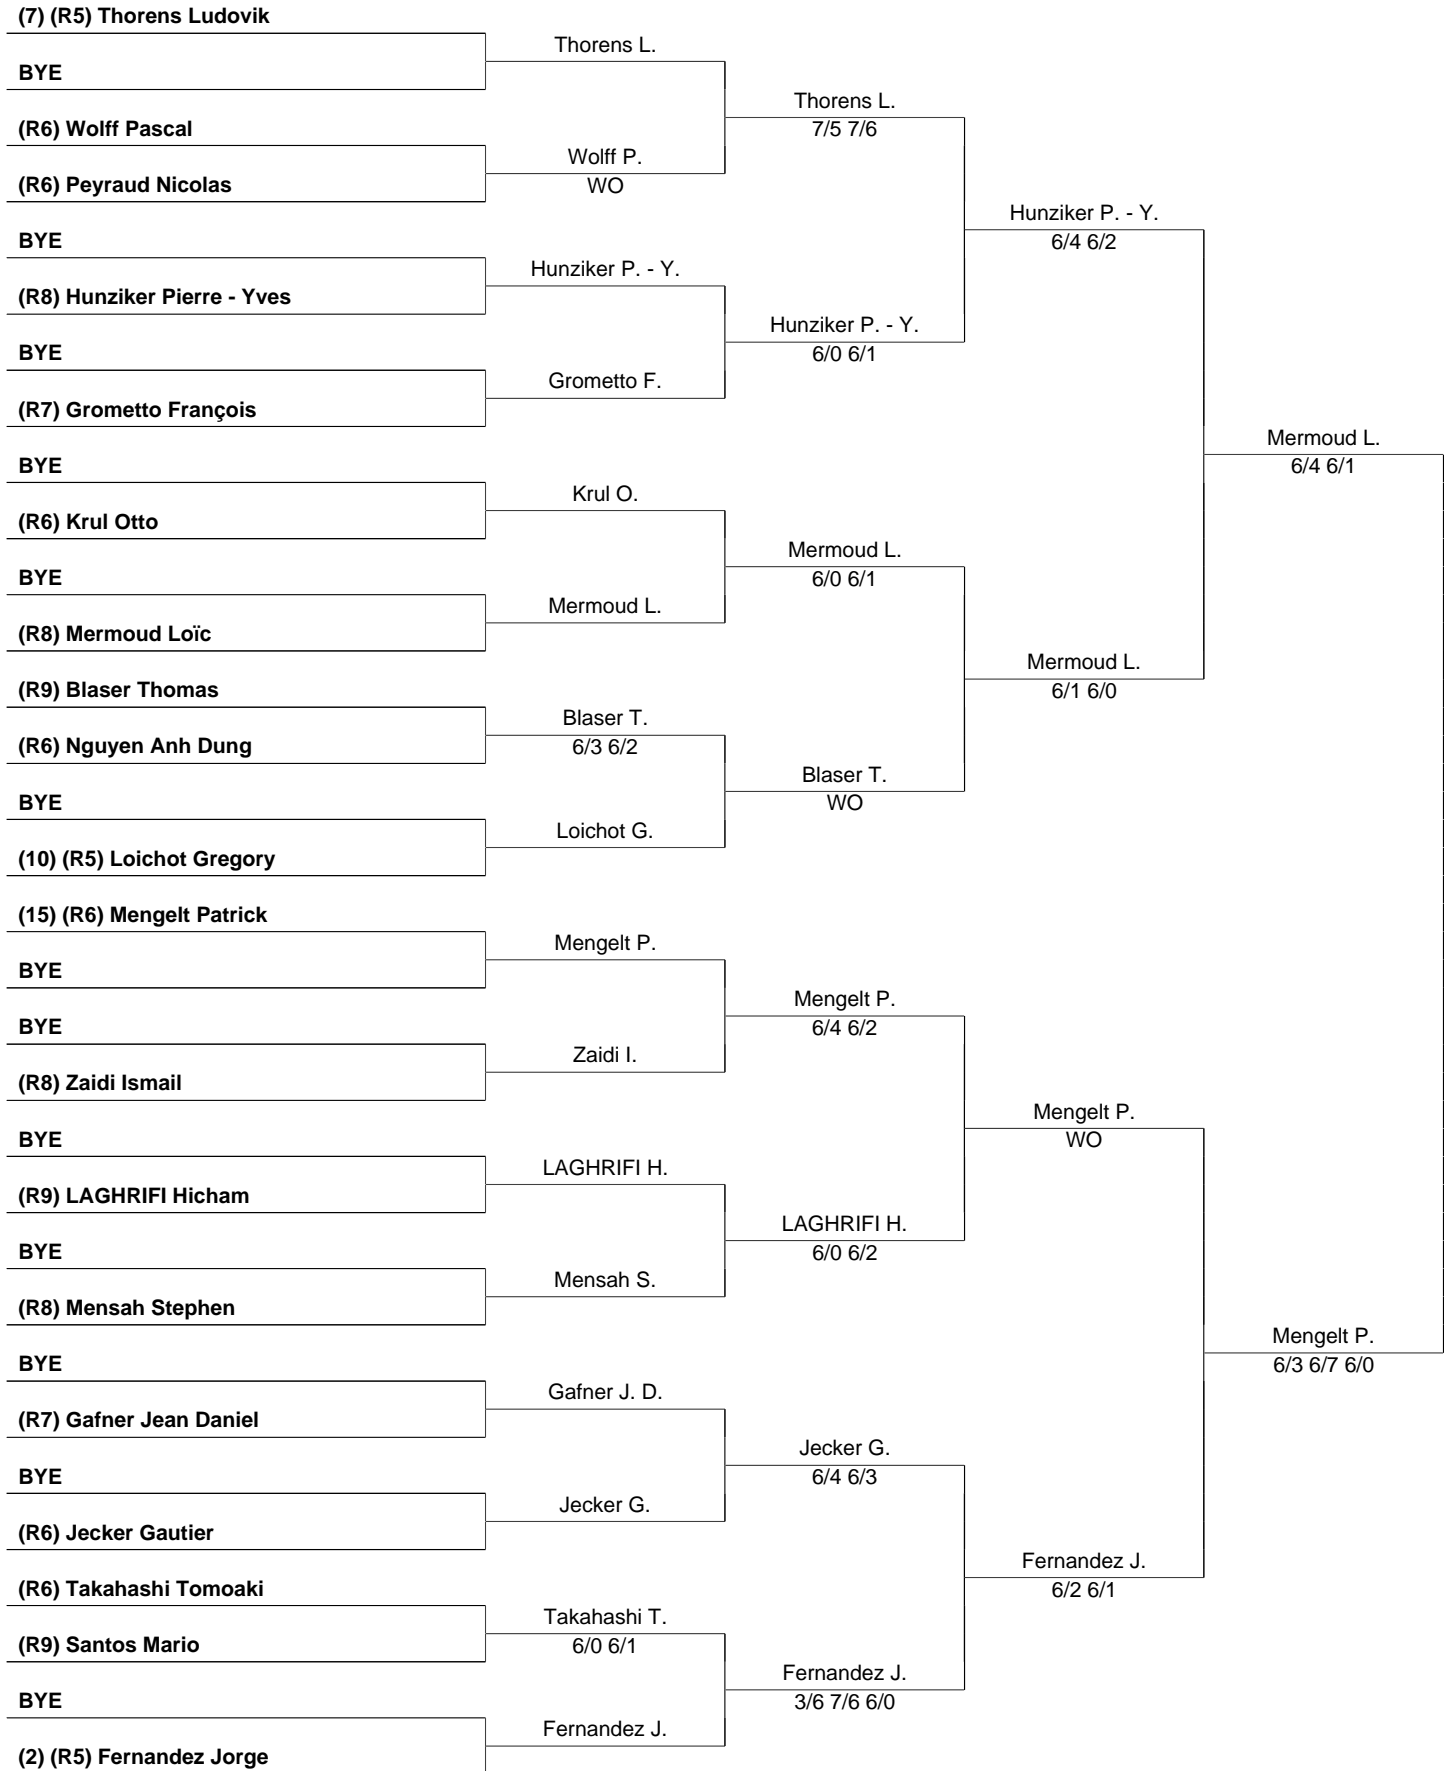 (7) (R5) Thorens Ludovik
Thorens L.
BYE
Thorens L.
7/5 7/6
(R6) Wolff Pascal
Wolff P.
WO
(R6) Peyraud Nicolas
Hunziker P. - Y.
6/4 6/2
BYE
Hunziker P. - Y.
(R8) Hunziker Pierre - Yves
Hunziker P. - Y.
6/0 6/1
BYE
Grometto F.
(R7) Grometto François
Mermoud L.
6/4 6/1
BYE
Krul O.
(R6) Krul Otto
Mermoud L.
6/0 6/1
BYE
Mermoud L.
(R8) Mermoud Loïc
Mermoud L.
6/1 6/0
(R9) Blaser Thomas
Blaser T.
6/3 6/2
(R6) Nguyen Anh Dung
Blaser T.
WO
BYE
Loichot G.
(10) (R5) Loichot Gregory
(15) (R6) Mengelt Patrick
Mengelt P.
BYE
Mengelt P.
6/4 6/2
BYE
Zaidi I.
(R8) Zaidi Ismail
Mengelt P.
WO
BYE
LAGHRIFI H.
(R9) LAGHRIFI Hicham
LAGHRIFI H.
6/0 6/2
BYE
Mensah S.
(R8) Mensah Stephen
Mengelt P.
6/3 6/7 6/0
BYE
Gafner J. D.
(R7) Gafner Jean Daniel
Jecker G.
6/4 6/3
BYE
Jecker G.
(R6) Jecker Gautier
Fernandez J.
6/2 6/1
(R6) Takahashi Tomoaki
Takahashi T.
6/0 6/1
(R9) Santos Mario
Fernandez J.
3/6 7/6 6/0
BYE
Fernandez J.
(2) (R5) Fernandez Jorge